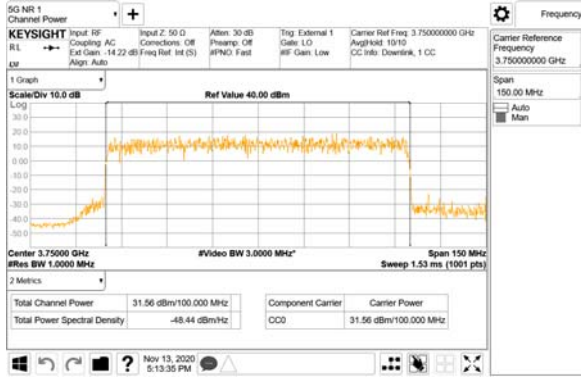 5G NR 1
Channel Power
Frequency
KEYSIGHT
RL
Input: RF
Coupling: AC
Ext Gain: -14.22 dB
Align: Auto
Input Z: 50 Ω
Corrections: Off
Freq Ref: Int (S)
Atten: 30 dB
Preamp: Off
#PNO: Fast
Trig: External 1
Gate: LO
#IF Gain: Low
Carrier Ref Freq: 3.750000000 GHz
Avg|Hold: 10/10
CC Info: Downlink, 1 CC
Carrier Reference
Frequency
3.750000000 GHz
Span
150.00 MHz
Auto
Man
1 Graph
Scale/Div 10.0 dB
Ref Value 40.00 dBm
Log
30.0
20.0
10.0
0.00
-10.0
-20.0
-30.0
-40.0
-50.0
Center 3.75000 GHz
#Video BW 3.0000 MHz*
Span 150 MHz
#Res BW 1.0000 MHz
Sweep 1.53 ms (1001 pts)
2 Metrics
Total Channel Power 31.56 dBm/100.000 MHz
Total Power Spectral Density -48.44 dBm/Hz
Component Carrier Carrier Power
CC0 31.56 dBm/100.000 MHz
?
Nov 13, 2020
5:13:35 PM